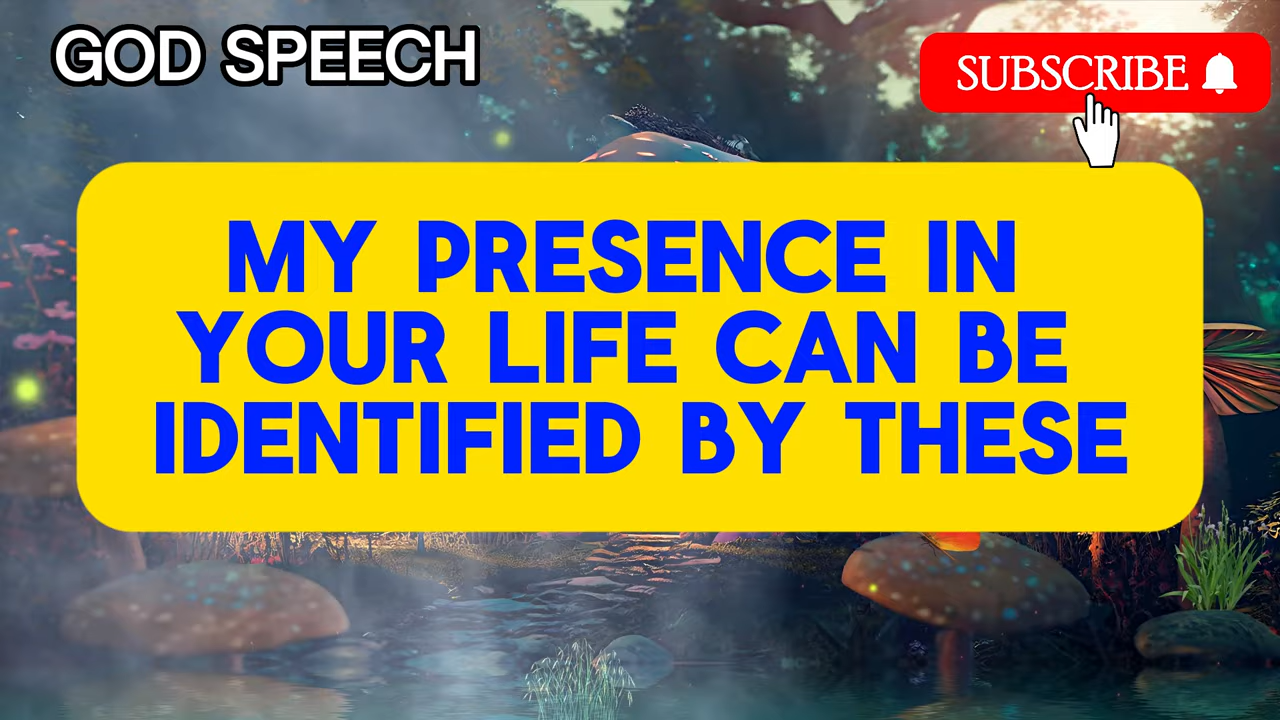 GOD SPEECH
SUBSCRIBE
MY PRESENCE IN
YOUR LIFE CAN BE
IDENTIFIED BY THESE